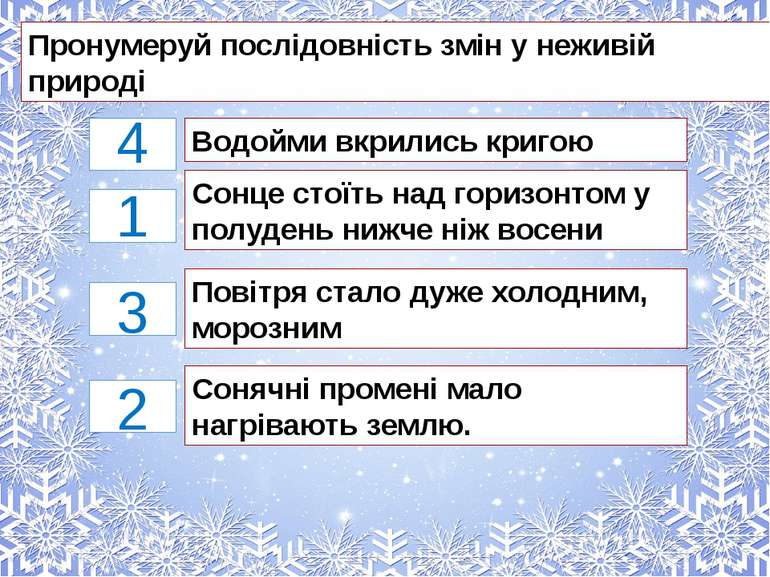 Пронумеруй послідовність змін у неживій
природі
4
Водойми вкрились кригою
1
Сонце стоїть над горизонтом у
полудень нижче ніж восени
3
Повітря стало дуже холодним,
морозним
2
Сонячні промені мало
нагрівають землю.